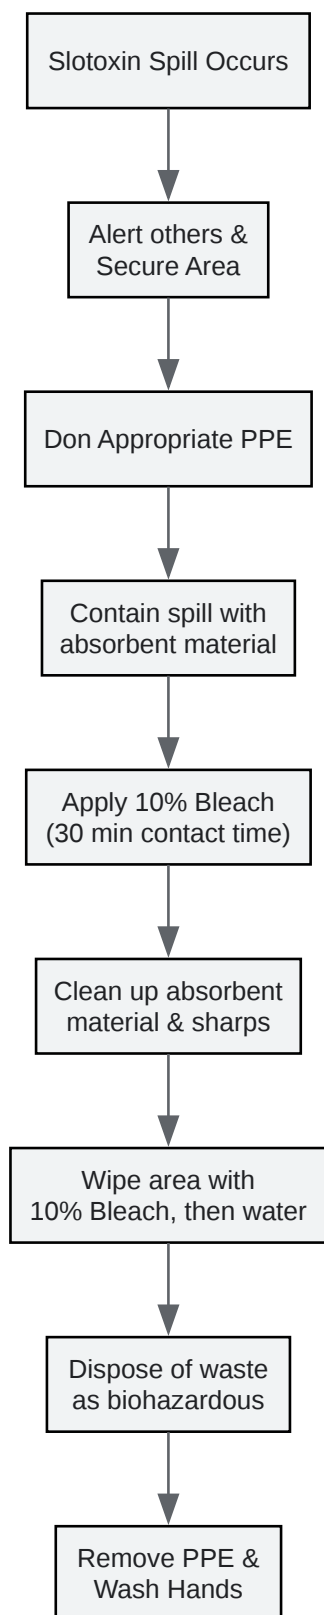 Slotoxin Spill Occurs
Alert others &
Secure Area
Don Appropriate PPE
Contain spill with
absorbent material
Apply 10% Bleach
(30 min contact time)
Clean up absorbent
material & sharps
Wipe area with
10% Bleach, then water
Dispose of waste
as biohazardous
Remove PPE &
Wash Hands